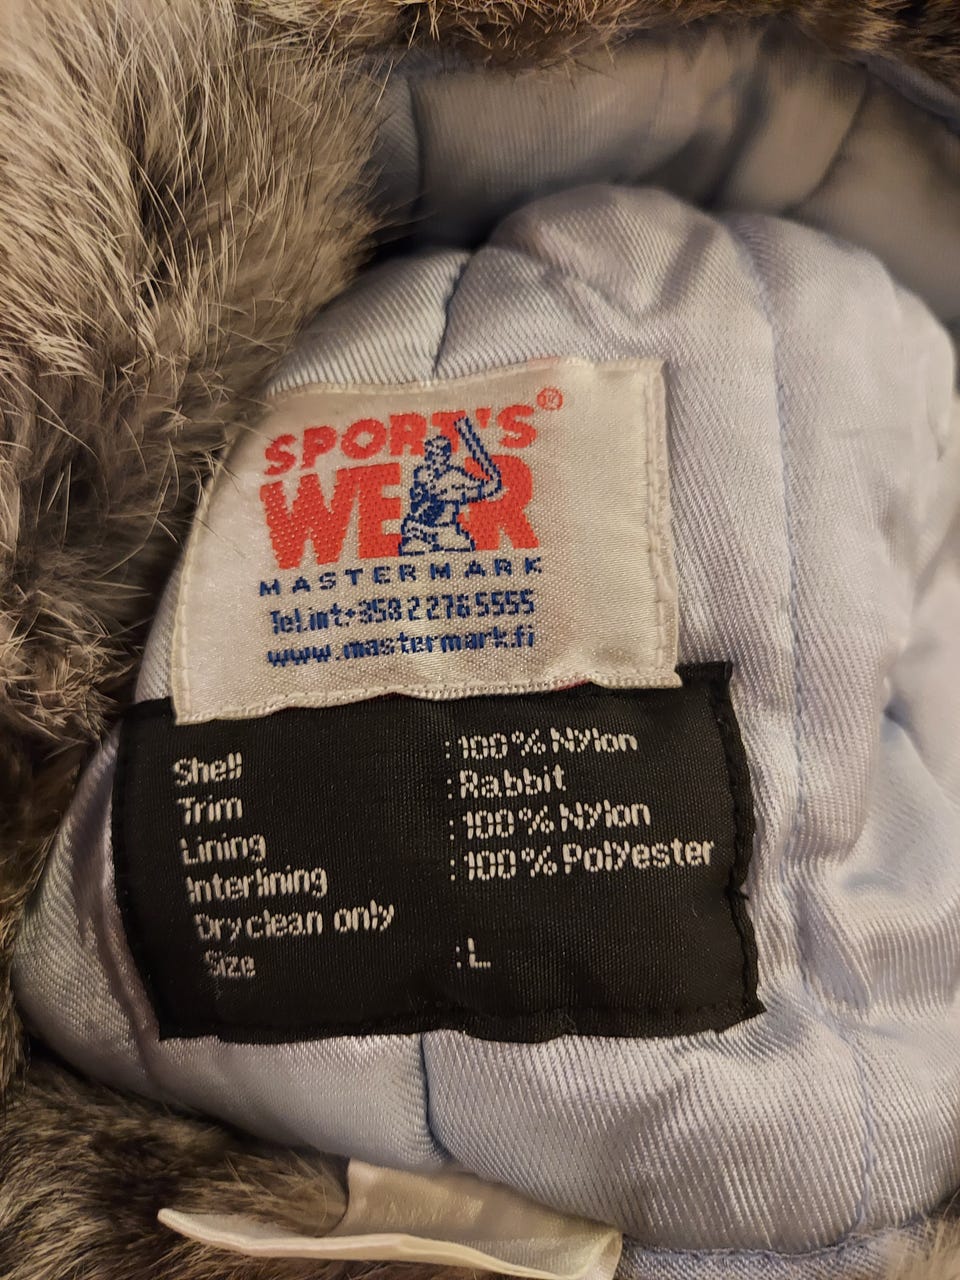 SPORT'S ®
WEAR
MASTERMARK
Tel.int+358 2 276 5555
www.mastermark.fi
Shell :100% Nylon
Trim :Rabbit
Lining :100% Nylon
Interlining :100% Polyester
Dryclean only
Size :L